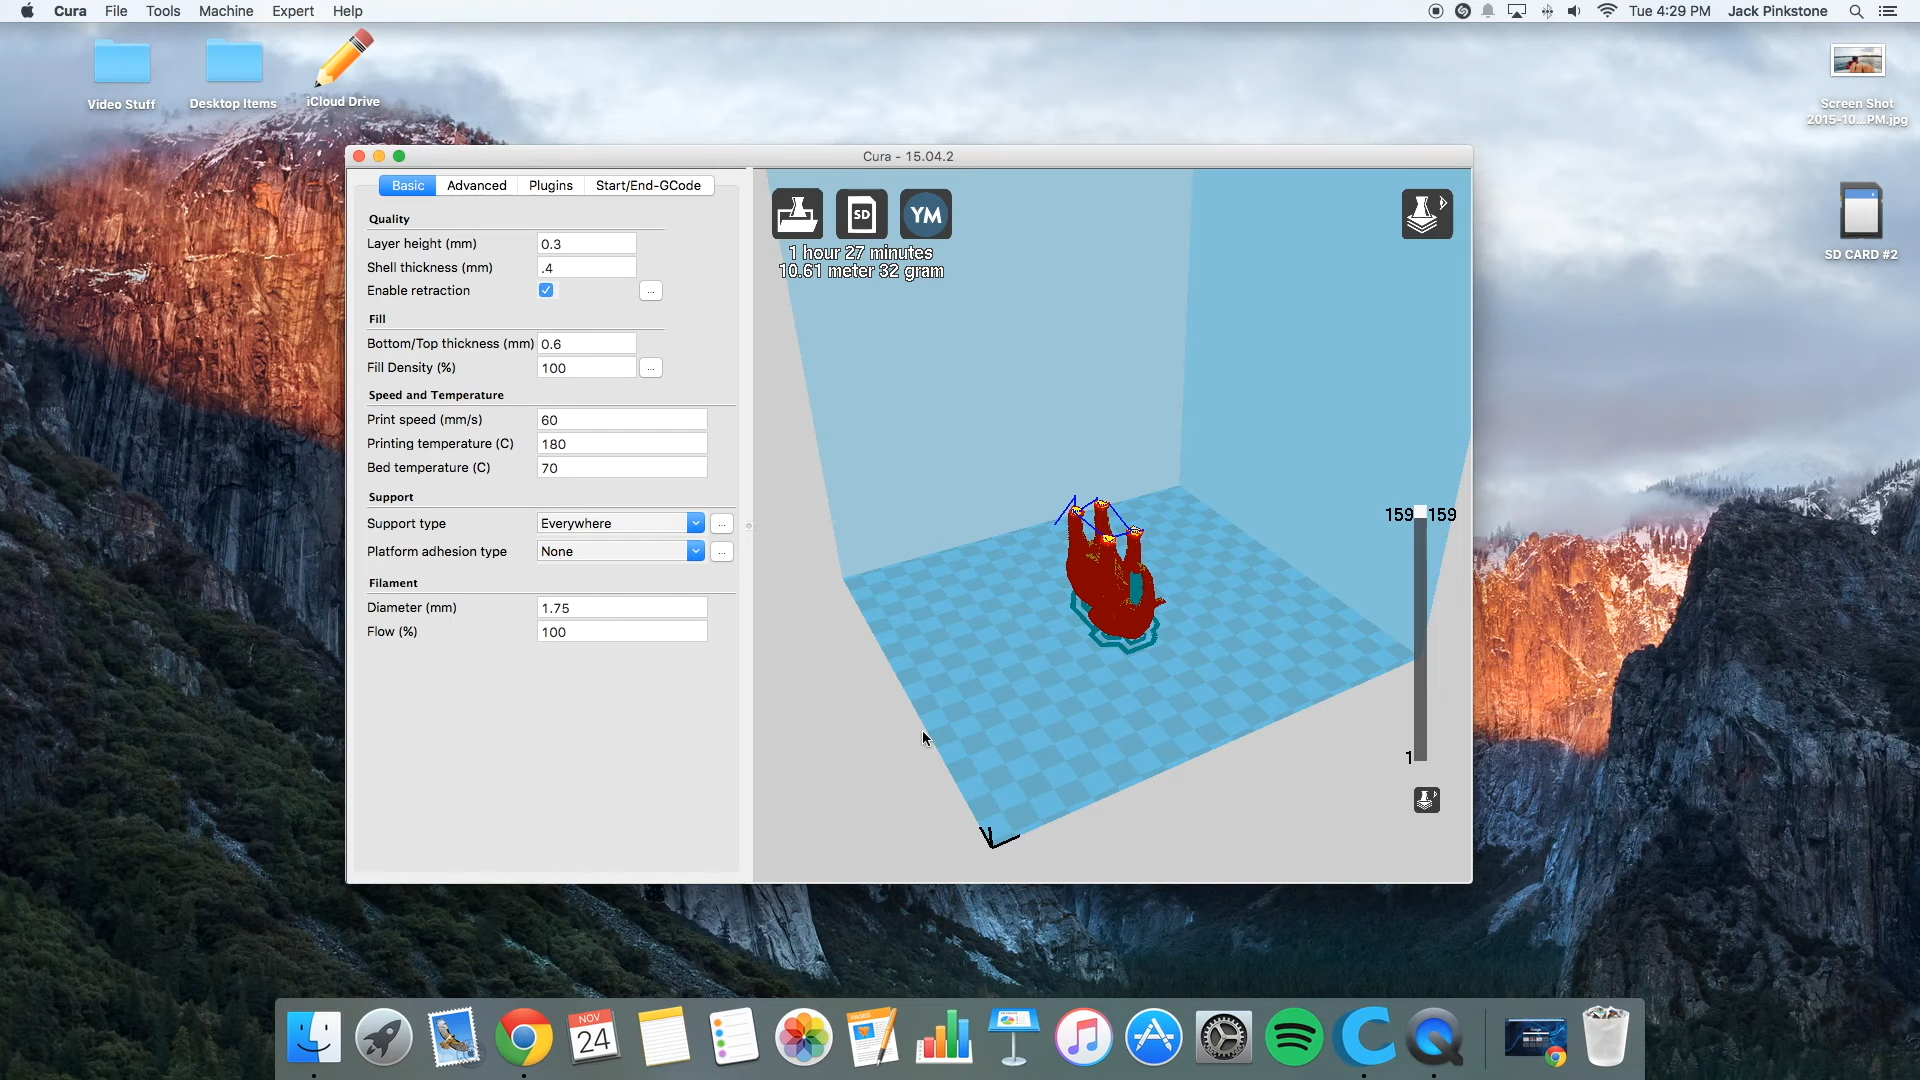 Cura File Tools Machine Expert Help Tue 4:29 PM Jack Pinkstone
Video Stuff
Desktop Items
iCloud Drive
Screen Shot
2015-10...PM.jpg
SD CARD #2
Cura - 15.04.2
Basic Advanced Plugins Start/End-GCode
Quality
Layer height (mm) 0.3
Shell thickness (mm) .4
Enable retraction ...
Fill
Bottom/Top thickness (mm) 0.6
Fill Density (%) 100 ...
Speed and Temperature
Print speed (mm/s) 60
Printing temperature (C) 180
Bed temperature (C) 70
Support
Support type Everywhere ...
Platform adhesion type None ...
Filament
Diameter (mm) 1.75
Flow (%) 100
SD YM
1 hour 27 minutes
10.61 meter 32 gram
159 159
1
NOV
24
PAGES